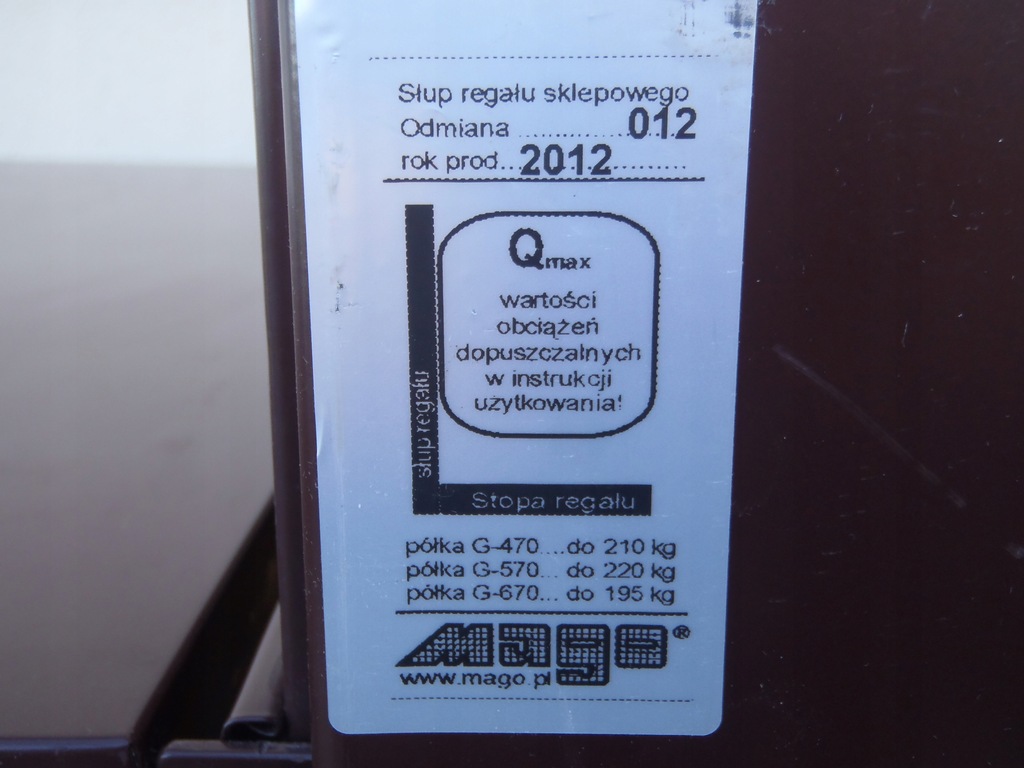 Słup regału sklepowego
Odmiana ..................012
rok prod...2012............
Qmax
wartości
obciążeń
dopuszczalnych
w instrukcji
użytkowania!
słup regału
Stopa regału
półka G-470....do 210 kg
półka G-570... do 220 kg
półka G-670... do 195 kg
mago®
www.mago.pl